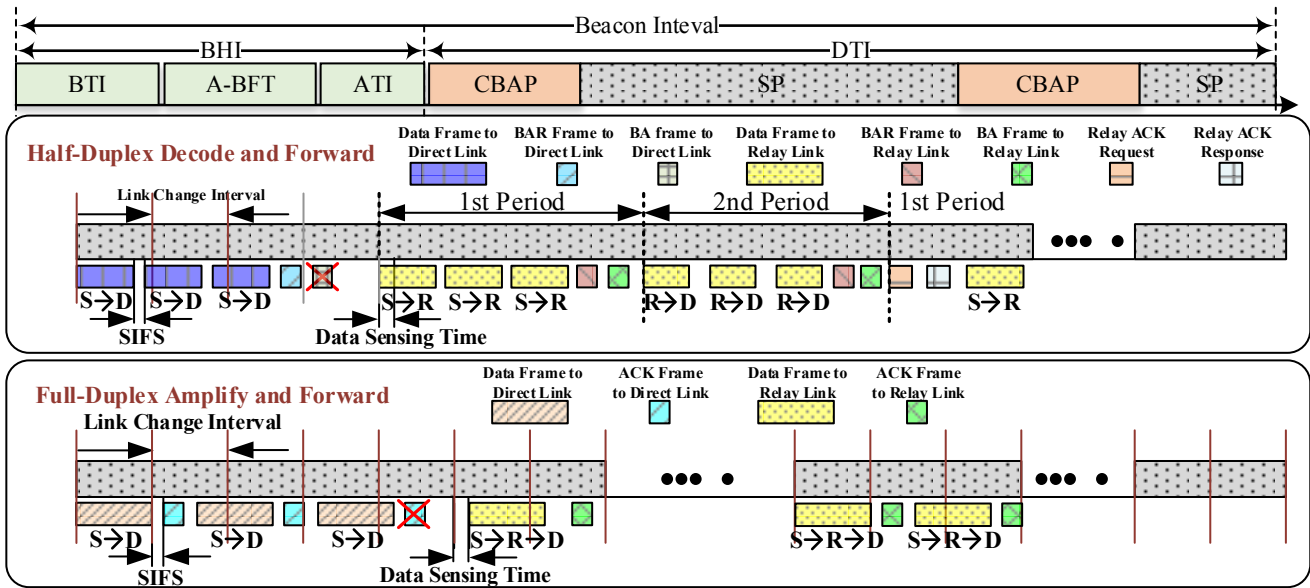 Beacon Inteval
BHI
DTI
BTI
A-BFT
ATI
CBAP
SP
CBAP
SP
Half-Duplex Decode and Forward
Data Frame to
Direct Link
BAR Frame to
Direct Link
BA frame to
Direct Link
Data Frame to
Relay Link
BAR Frame to
Relay Link
BA Frame to
Relay Link
Relay ACK
Request
Relay ACK
Response
Link Change Interval
1st Period
2nd Period
1st Period
S→D
S→D
S→D
S→R
S→R
S→R
R→D
R→D
R→D
S→R
SIFS
Data Sensing Time
Full-Duplex Amplify and Forward
Data Frame to
Direct Link
ACK Frame
to Direct Link
Data Frame to
Relay Link
ACK Frame
to Relay Link
Link Change Interval
S→D
S→D
S→D
S→R→D
S→R→D
S→R→D
SIFS
Data Sensing Time